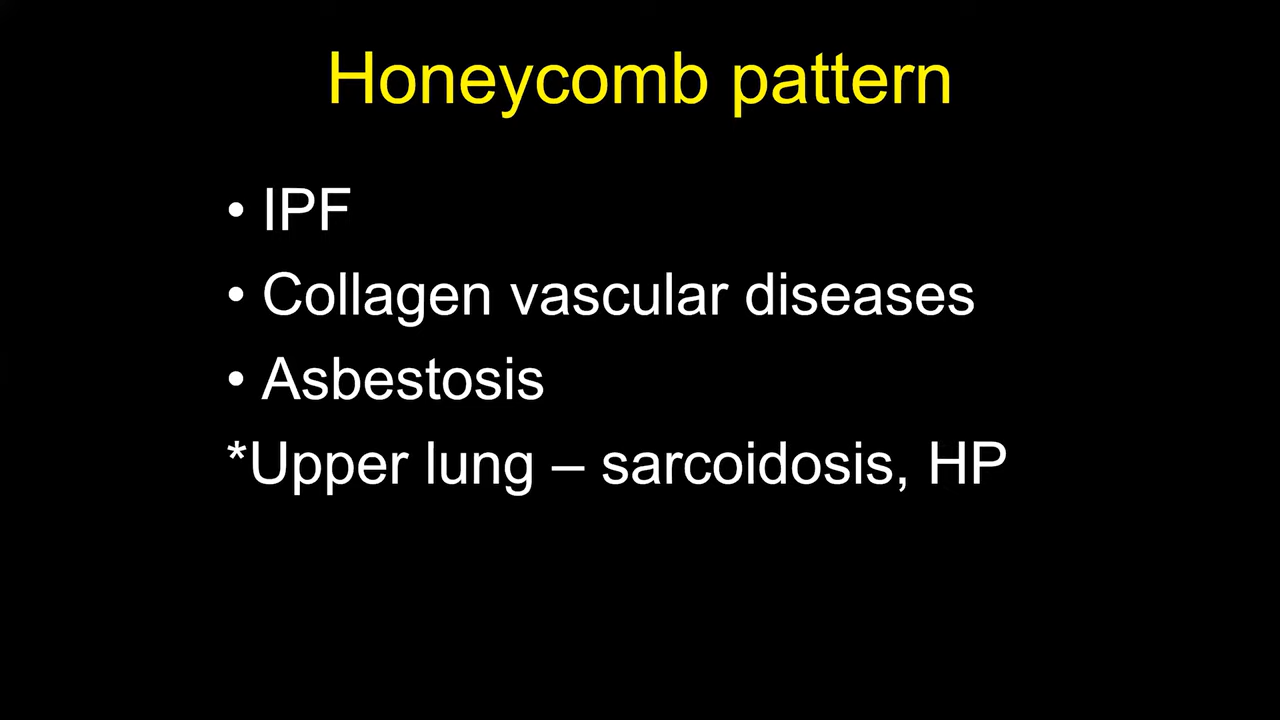 Honeycomb pattern
• IPF
• Collagen vascular diseases
• Asbestosis
*Upper lung – sarcoidosis, HP